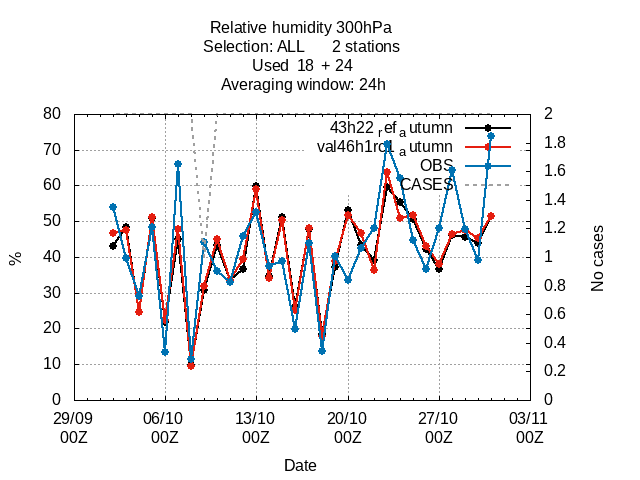 Relative humidity 300hPa
Selection: ALL 2 stations
Used 18 + 24
Averaging window: 24h
80 2
43h22_ref_autumn
val46h1rc1_autumn
OBS
CASES
70 1.8
60 1.6
50 1.4
40 1.2
30 1
20 0.8
10 0.6
0 0.4
0.2
0
%
No cases
29/09 06/10 13/10 20/10 27/10 03/11
00Z 00Z 00Z 00Z 00Z 00Z
Date